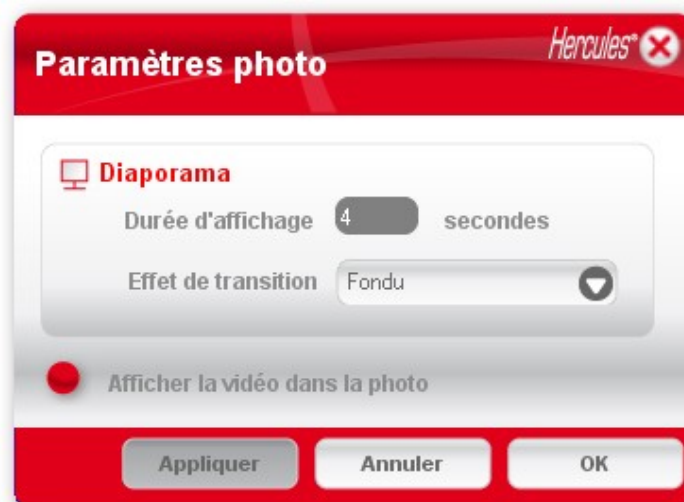 Paramètres photo
Hercules®
Diaporama
Durée d'affichage 4 secondes
Effet de transition Fondu
Afficher la vidéo dans la photo
Appliquer Annuler OK